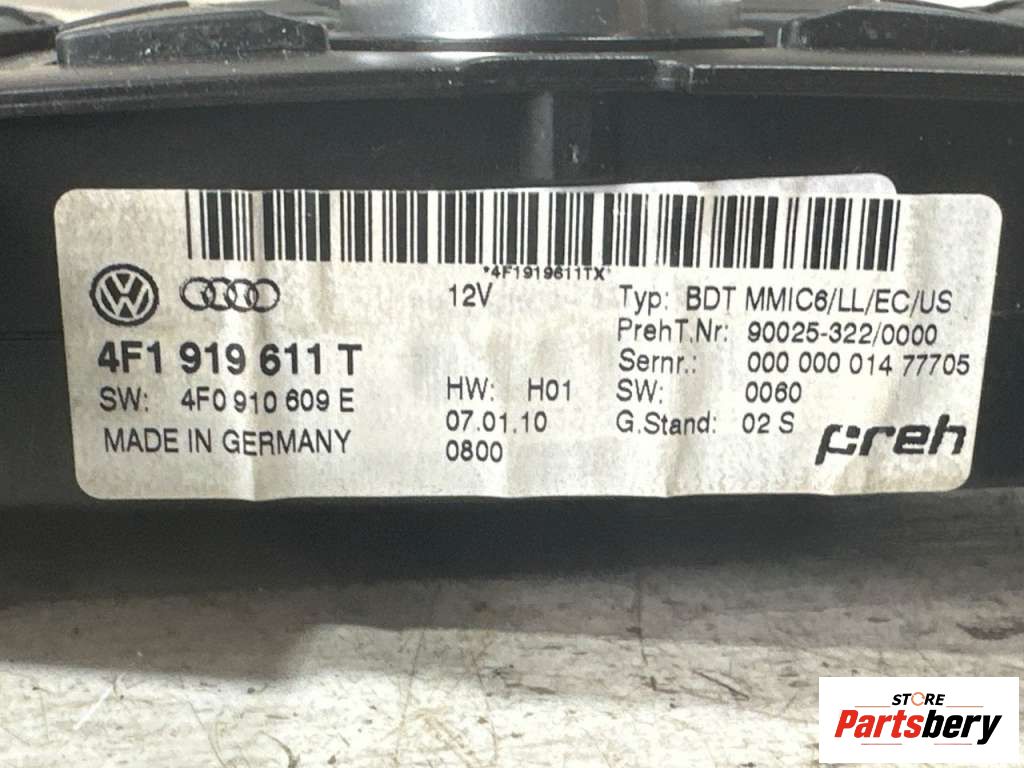 *4F1919611TX*
12V
Typ: BDT MMIC6/LL/EC/US
PrehT.Nr: 90025-322/0000
4F1 919 611 T
Sernr.: 000 000 014 77705
SW: 4F0 910 609 E
HW: H01
SW: 0060
07.01.10
G.Stand: 02 S
MADE IN GERMANY
0800
preh
STORE
Partsbery